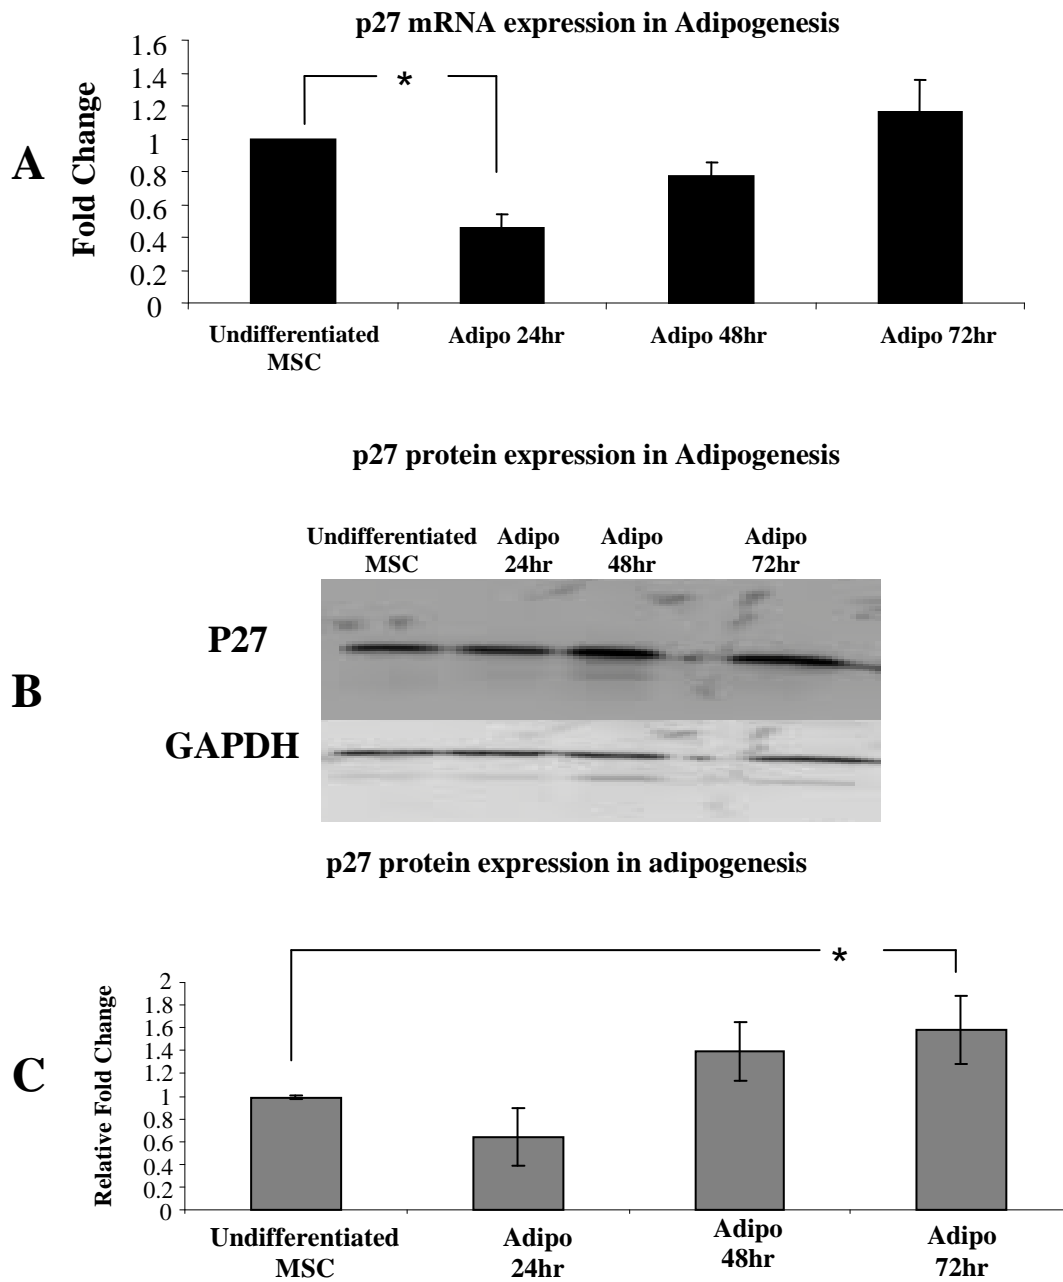 p27 mRNA expression in Adipogenesis
A
Fold Change
1.6
1.4
1.2
1
0.8
0.6
0.4
0.2
0
*
Undifferentiated
MSC
Adipo 24hr
Adipo 48hr
Adipo 72hr
p27 protein expression in Adipogenesis
B
Undifferentiated
MSC
Adipo
24hr
Adipo
48hr
Adipo
72hr
P27
GAPDH
p27 protein expression in adipogenesis
C
Relative Fold Change
2
1.8
1.6
1.4
1.2
1
0.8
0.6
0.4
0.2
0
*
Undifferentiated
MSC
Adipo
24hr
Adipo
48hr
Adipo
72hr